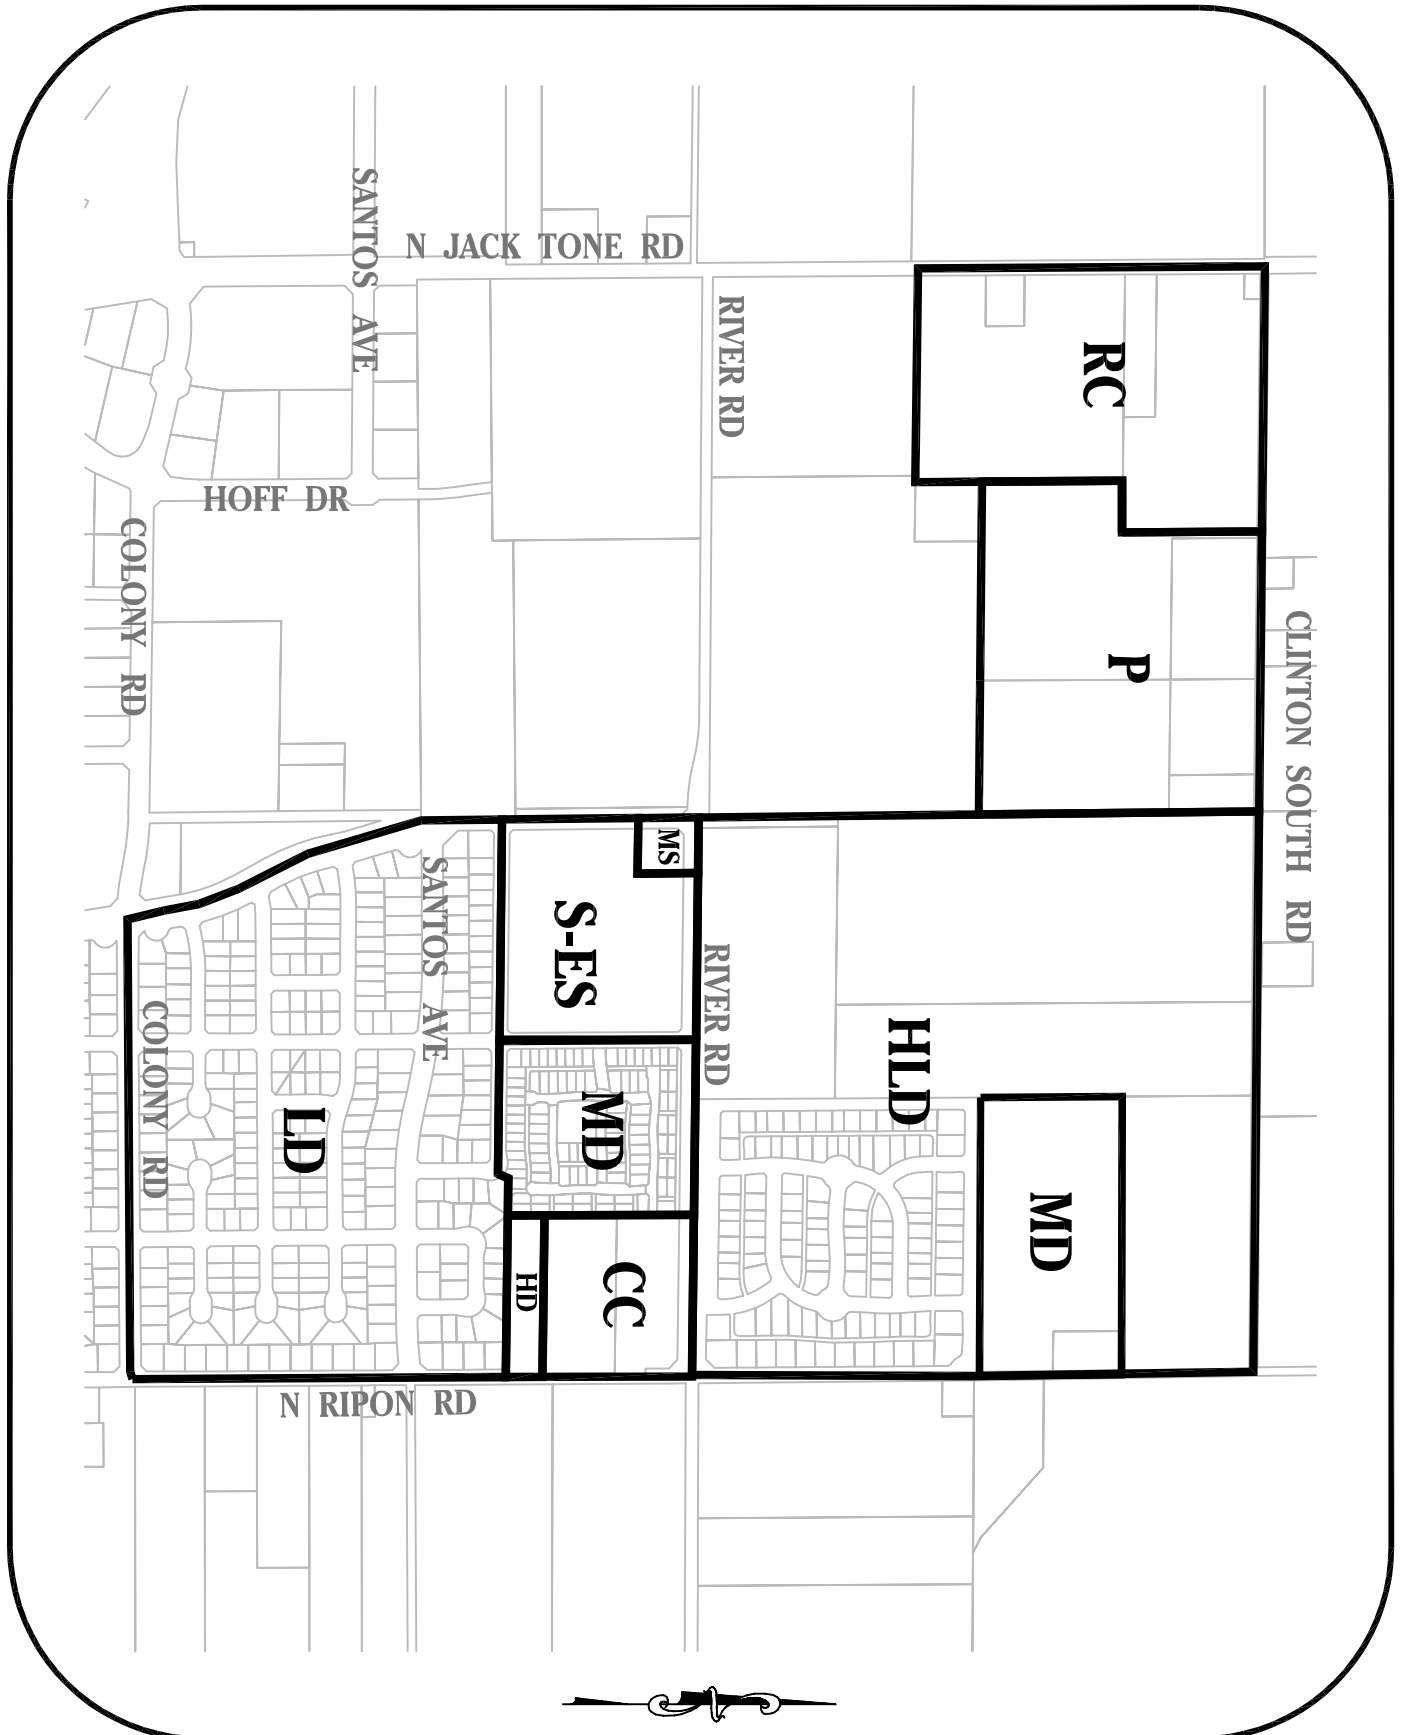 SANTOS AVE
N JACK TONE RD
RIVER RD
RC
HOFF DR
COLONY RD
P
CLINTON SOUTH RD
MS
SANTOS AVE
S-ES
RIVER RD
COLONY RD
HLD
LD
MD
MD
HD
CC
N RIPON RD